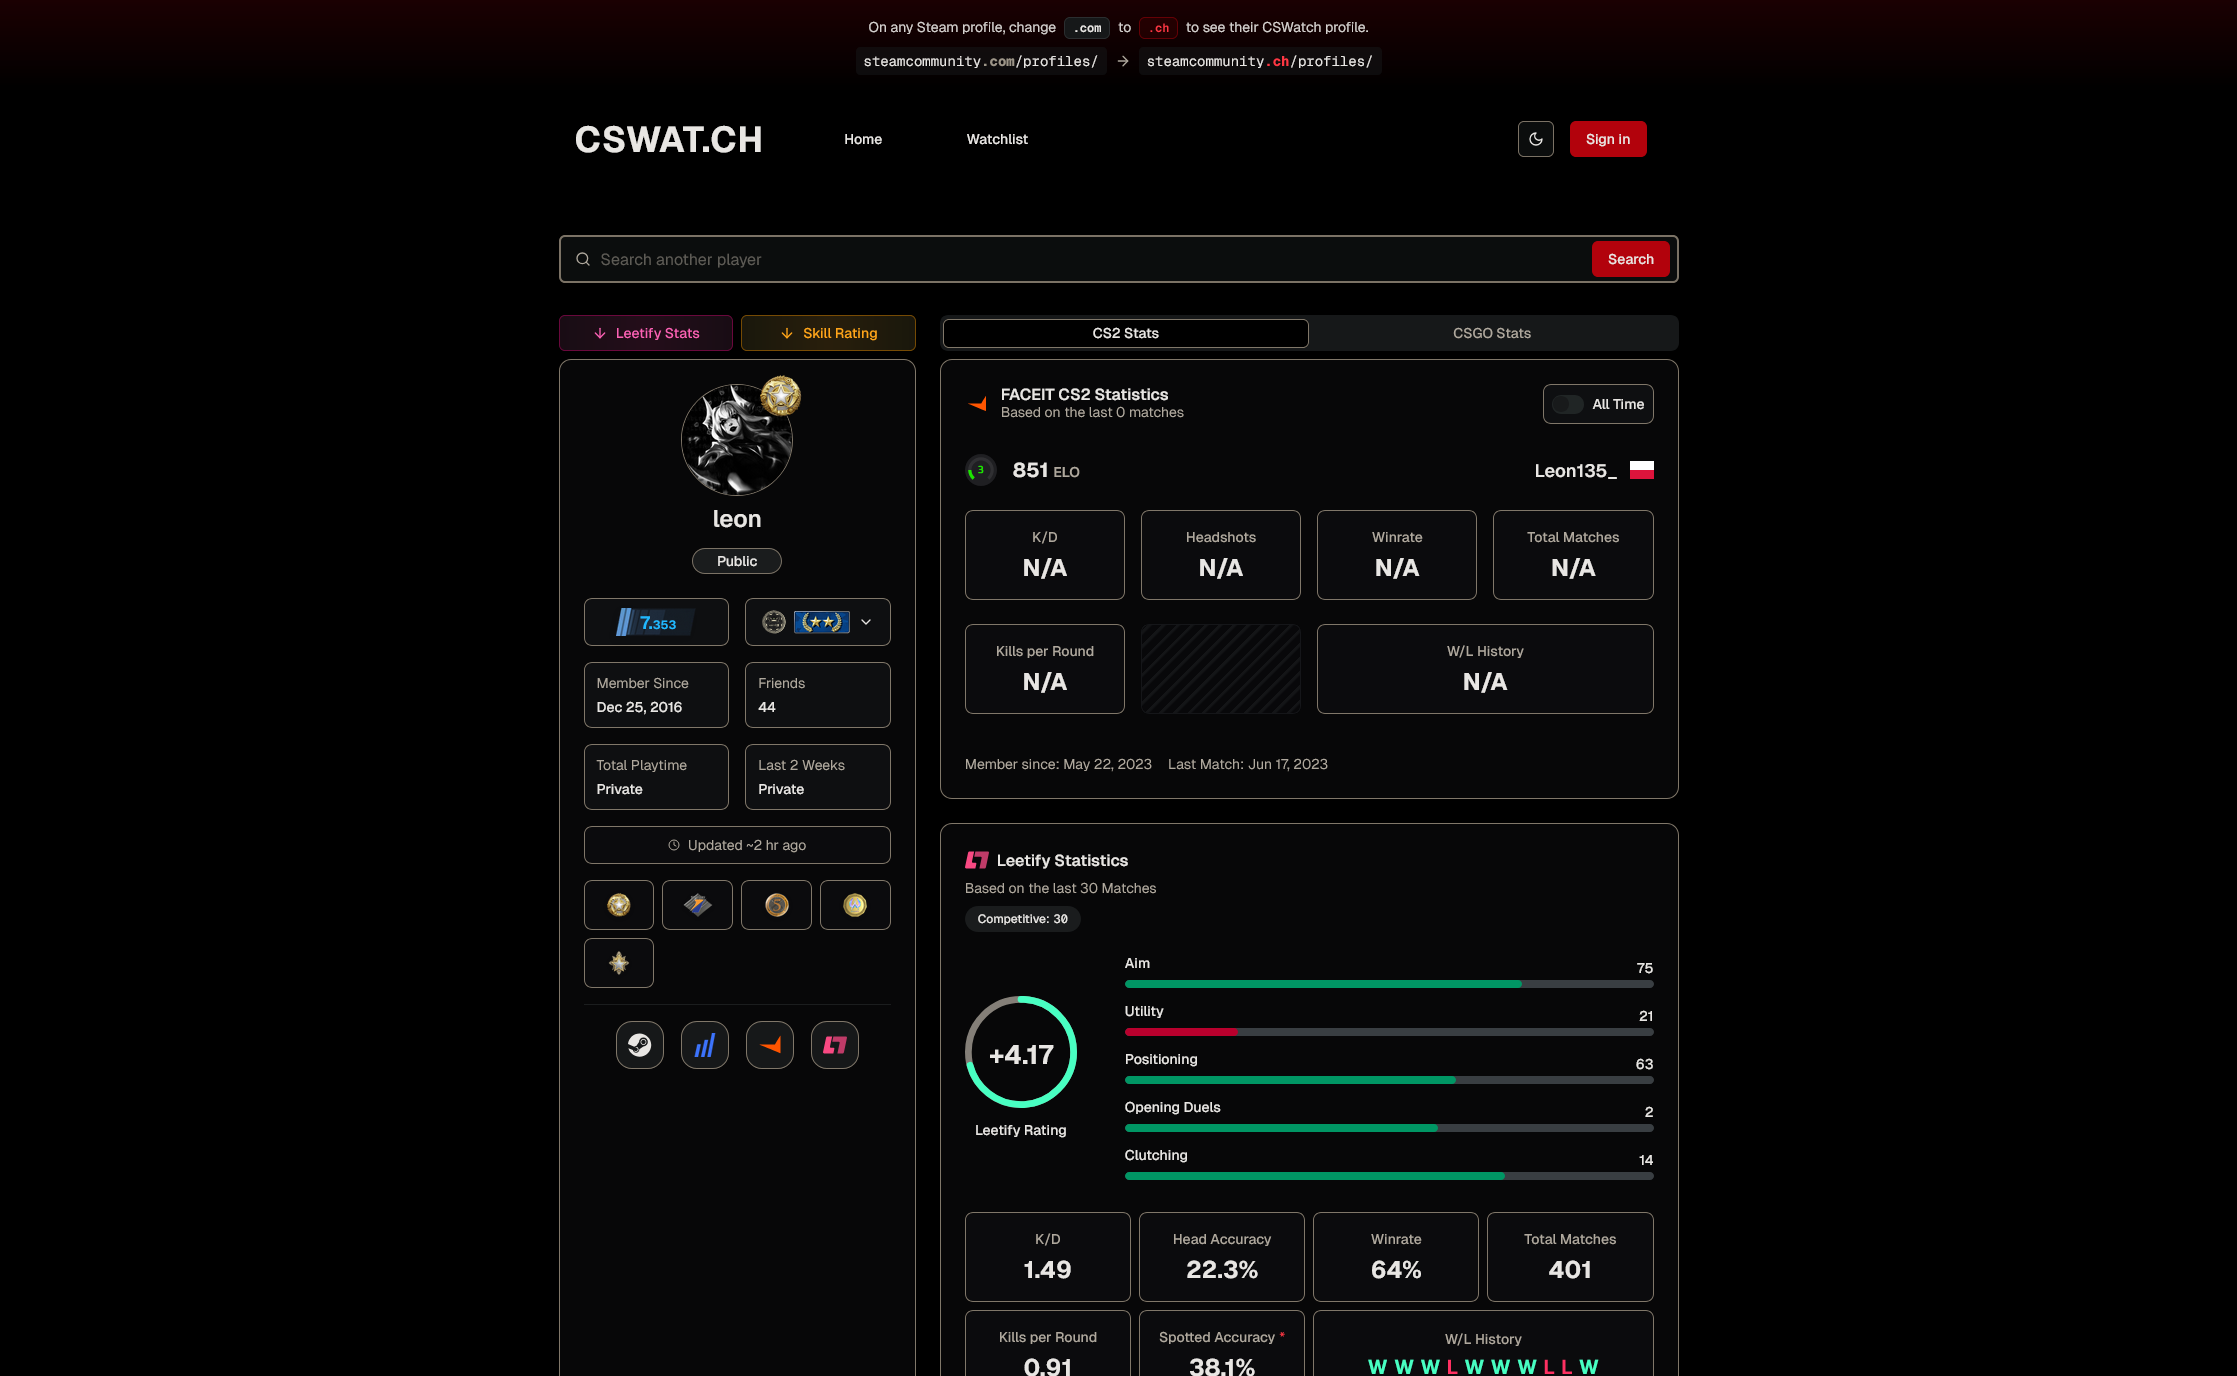 On any Steam profile, change .com to .ch to see their CSWatch profile.
steamcommunity.com/profiles/ → steamcommunity.ch/profiles/
CSWAT.CH
Home
Watchlist
Sign in
Search another player
Search
Leetify Stats
Skill Rating
CS2 Stats
CSGO Stats
leon
Public
7.353
Member Since
Dec 25, 2016
Friends
44
Total Playtime
Private
Last 2 Weeks
Private
Updated ~2 hr ago
5
FACEIT CS2 Statistics
Based on the last 0 matches
All Time
3
851 ELO
Leon135_
K/D
N/A
Headshots
N/A
Winrate
N/A
Total Matches
N/A
Kills per Round
N/A
W/L History
N/A
Member since: May 22, 2023 Last Match: Jun 17, 2023
Leetify Statistics
Based on the last 30 Matches
Competitive: 30
+4.17
Leetify Rating
Aim
75
Utility
21
Positioning
63
Opening Duels
2
Clutching
14
K/D
1.49
Head Accuracy
22.3%
Winrate
64%
Total Matches
401
Kills per Round
0.91
Spotted Accuracy *
38.1%
W/L History
W W W L W W W L L W